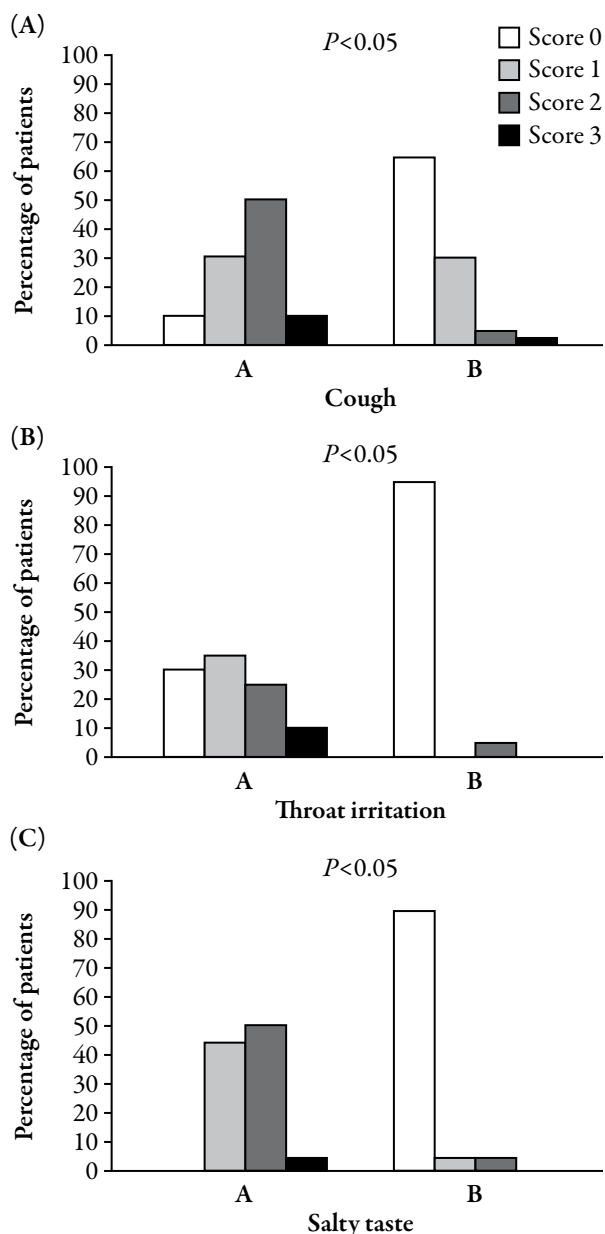 (A)
P<0.05
Score 0
Score 1
Score 2
Score 3
Percentage of patients
100
90
80
70
60
50
40
30
20
10
0
A B
Cough
(B)
P<0.05
Percentage of patients
100
90
80
70
60
50
40
30
20
10
0
A B
Throat irritation
(C)
P<0.05
Percentage of patients
100
90
80
70
60
50
40
30
20
10
0
A B
Salty taste